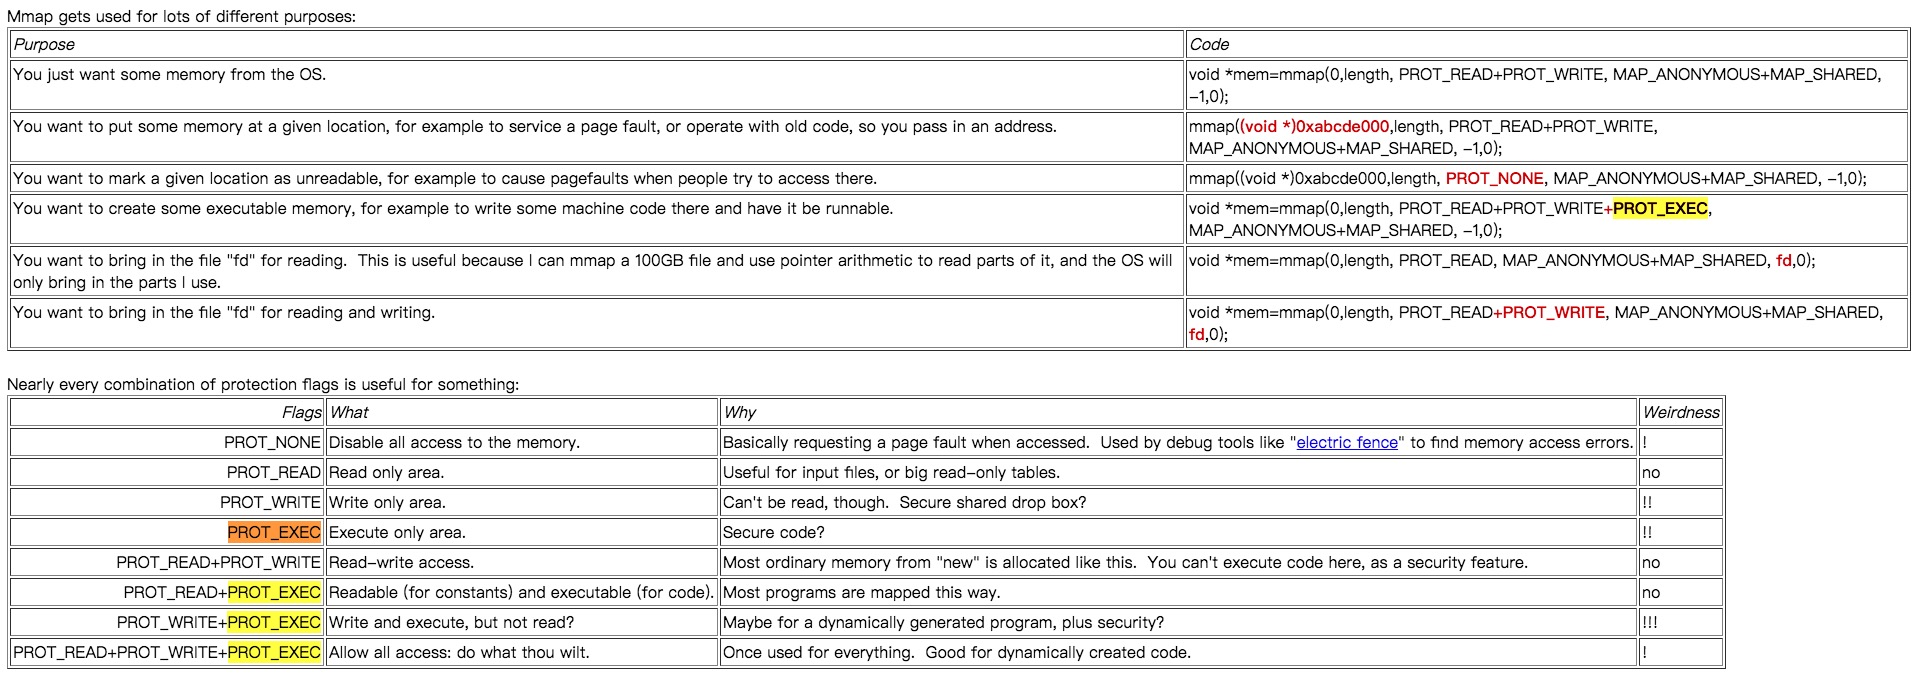 Mmap gets used for lots of different purposes:
Purpose Code
You just want some memory from the OS. void *mem=mmap(0,length, PROT_READ+PROT_WRITE, MAP_ANONYMOUS+MAP_SHARED,
-1,0);
You want to put some memory at a given location, for example to service a page fault, or operate with old code, so you pass in an address. mmap((void *)0xabcde000,length, PROT_READ+PROT_WRITE,
MAP_ANONYMOUS+MAP_SHARED, -1,0);
You want to mark a given location as unreadable, for example to cause pagefaults when people try to access there. mmap((void *)0xabcde000,length, PROT_NONE, MAP_ANONYMOUS+MAP_SHARED, -1,0);
You want to create some executable memory, for example to write some machine code there and have it be runnable. void *mem=mmap(0,length, PROT_READ+PROT_WRITE+PROT_EXEC,
MAP_ANONYMOUS+MAP_SHARED, -1,0);
You want to bring in the file "fd" for reading. This is useful because I can mmap a 100GB file and use pointer arithmetic to read parts of it, and the OS will void *mem=mmap(0,length, PROT_READ, MAP_ANONYMOUS+MAP_SHARED, fd,0);
only bring in the parts I use.
You want to bring in the file "fd" for reading and writing. void *mem=mmap(0,length, PROT_READ+PROT_WRITE, MAP_ANONYMOUS+MAP_SHARED,
fd,0);
Nearly every combination of protection flags is useful for something:
Flags What Why Weirdness
PROT_NONE Disable all access to the memory. Basically requesting a page fault when accessed. Used by debug tools like "electric fence" to find memory access errors. !
PROT_READ Read only area. Useful for input files, or big read-only tables. no
PROT_WRITE Write only area. Can't be read, though. Secure shared drop box? !!
PROT_EXEC Execute only area. Secure code? !!
PROT_READ+PROT_WRITE Read-write access. Most ordinary memory from "new" is allocated like this. You can't execute code here, as a security feature. no
PROT_READ+PROT_EXEC Readable (for constants) and executable (for code). Most programs are mapped this way. no
PROT_WRITE+PROT_EXEC Write and execute, but not read? Maybe for a dynamically generated program, plus security? !!!
PROT_READ+PROT_WRITE+PROT_EXEC Allow all access: do what thou wilt. Once used for everything. Good for dynamically created code. !